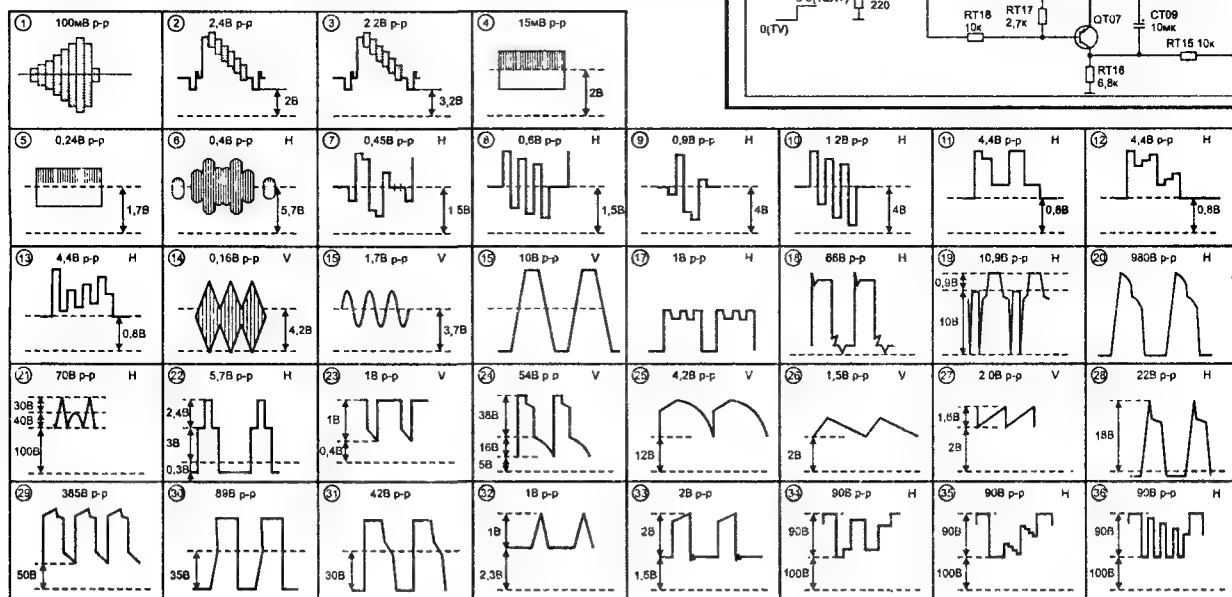 1 100мВ p-p
2 2,4В p-p
2В
3 2 2В p-p
3,2В
4 15мВ p-p
2В
0(TV)
220
RT18
10к
RT17
2,7к
QT07
CT09
10мк
RT15 10к
RT16
6,8к
5 0,24В p-p
1,7В
6 0,4В p-p H
5,7В
7 0,45В p-p H
1 5В
8 0,6В p-p H
1,5В
9 0,9В p-p H
4В
10 1 2В p-p H
4В
11 4,4В p-p H
0,8В
12 4,4В p-p H
0,8В
13 4,4В p-p H
0,8В
14 0,16В p-p V
4,2В
15 1,7В p-p V
3,7В
15 10В p-p V
17 1В p-p H
18 86В p-p H
19 10,9В p-p H
0,9В
10В
20 980В p-p H
21 70В p-p H
30В
40В
100В
22 5,7В p-p H
2,4В
3В
0,3В
23 1В p-p V
1В
0,4В
24 54В p-p V
38В
16В
5В
25 4,2В p-p V
12В
26 1,5В p-p V
2В
27 2 0В p-p V
1,6В
2В
28 22В p-p H
18В
29 385В p-p
50В
30 89В p-p
35В
31 42В p-p
30В
32 1В p-p
1В
2,3В
33 2В p-p
2В
1,5В
34 90В p-p H
90В
100В
35 90В p-p H
90В
100В
36 90В p-p H
90В
100В